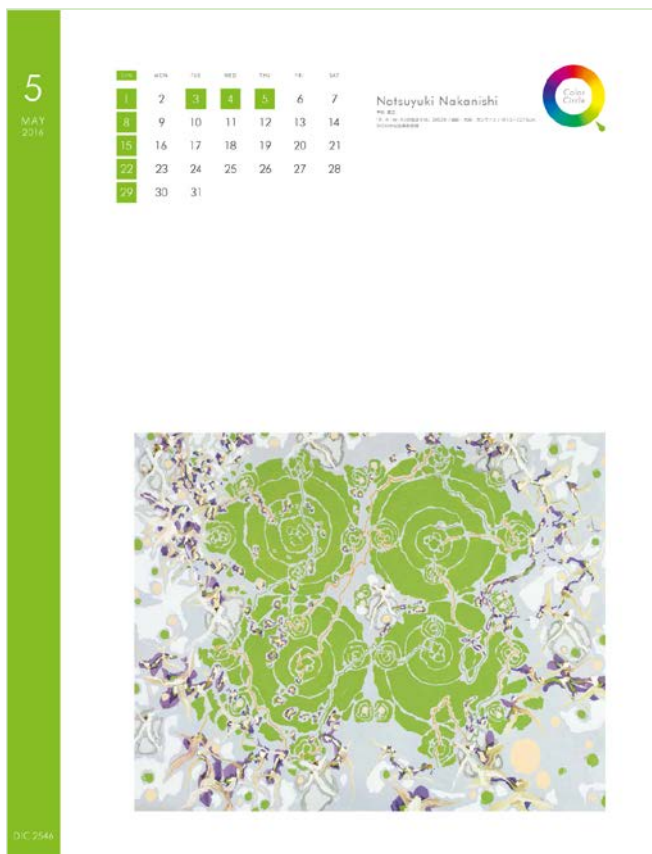 5
MAY
2016
SUN MON TUE WED THU FRI SAT
1 2 3 4 5 6 7
8 9 10 11 12 13 14
15 16 17 18 19 20 21
22 23 24 25 26 27 28
29 30 31
Natsuyuki Nakanishi
Color
Circle
DIC 2546